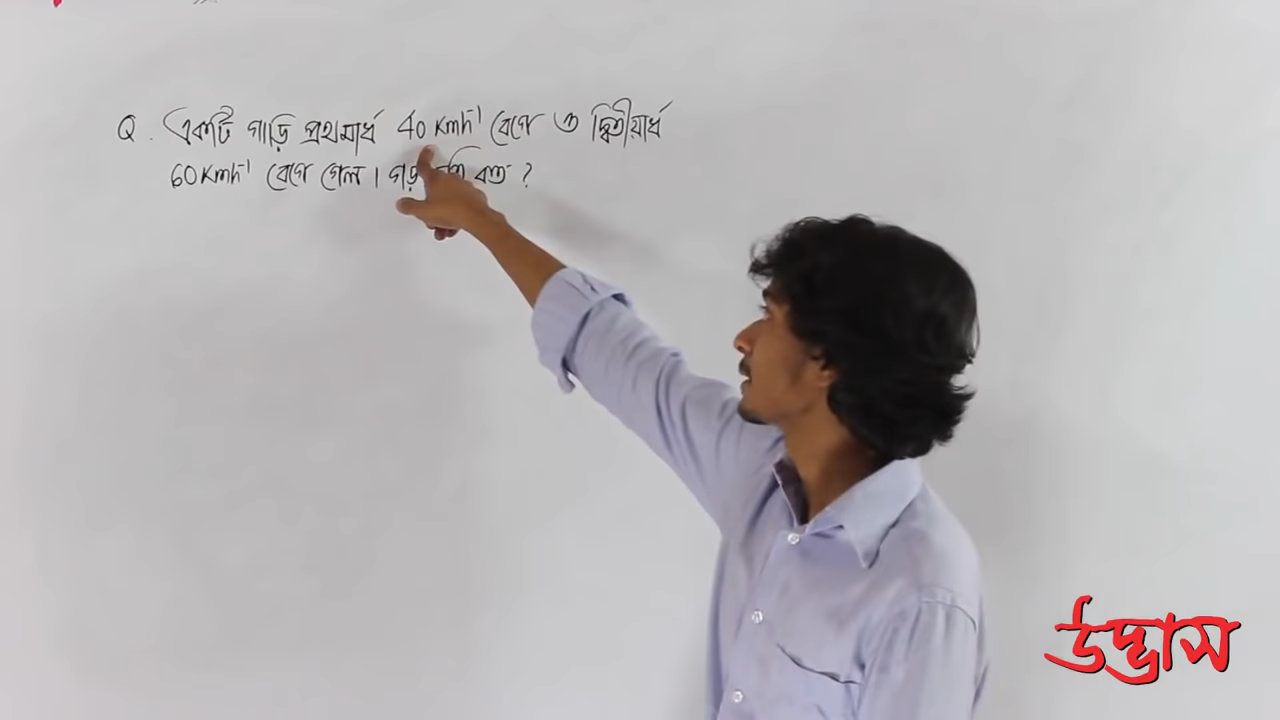 Q. একটি গাড়ি প্রথমার্ধ 40 Kmh⁻¹ বেগে ও দ্বিতীয়ার্ধ
60 Kmh⁻¹ বেগে গেল। গড় কত ?
উদ্ভাস